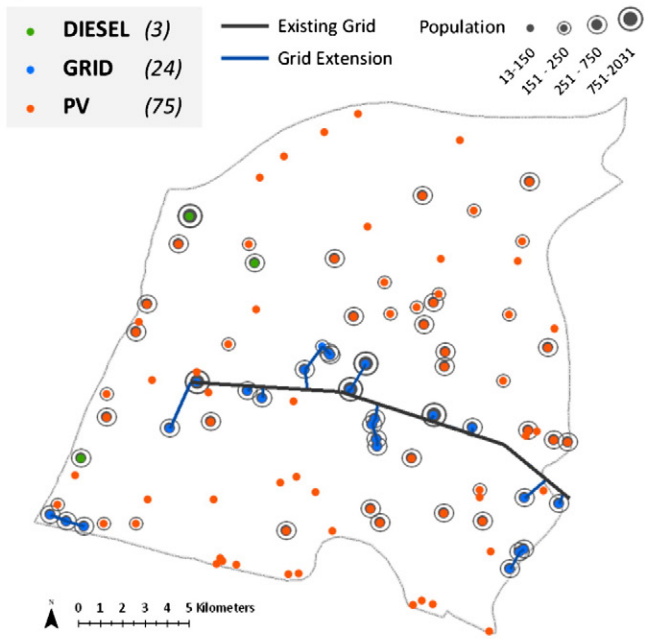 DIESEL (3)
GRID (24)
PV (75)
Existing Grid
Grid Extension
Population
13-150
151 - 250
251 - 750
751-2031
N
0 1 2 3 4 5 Kilometers